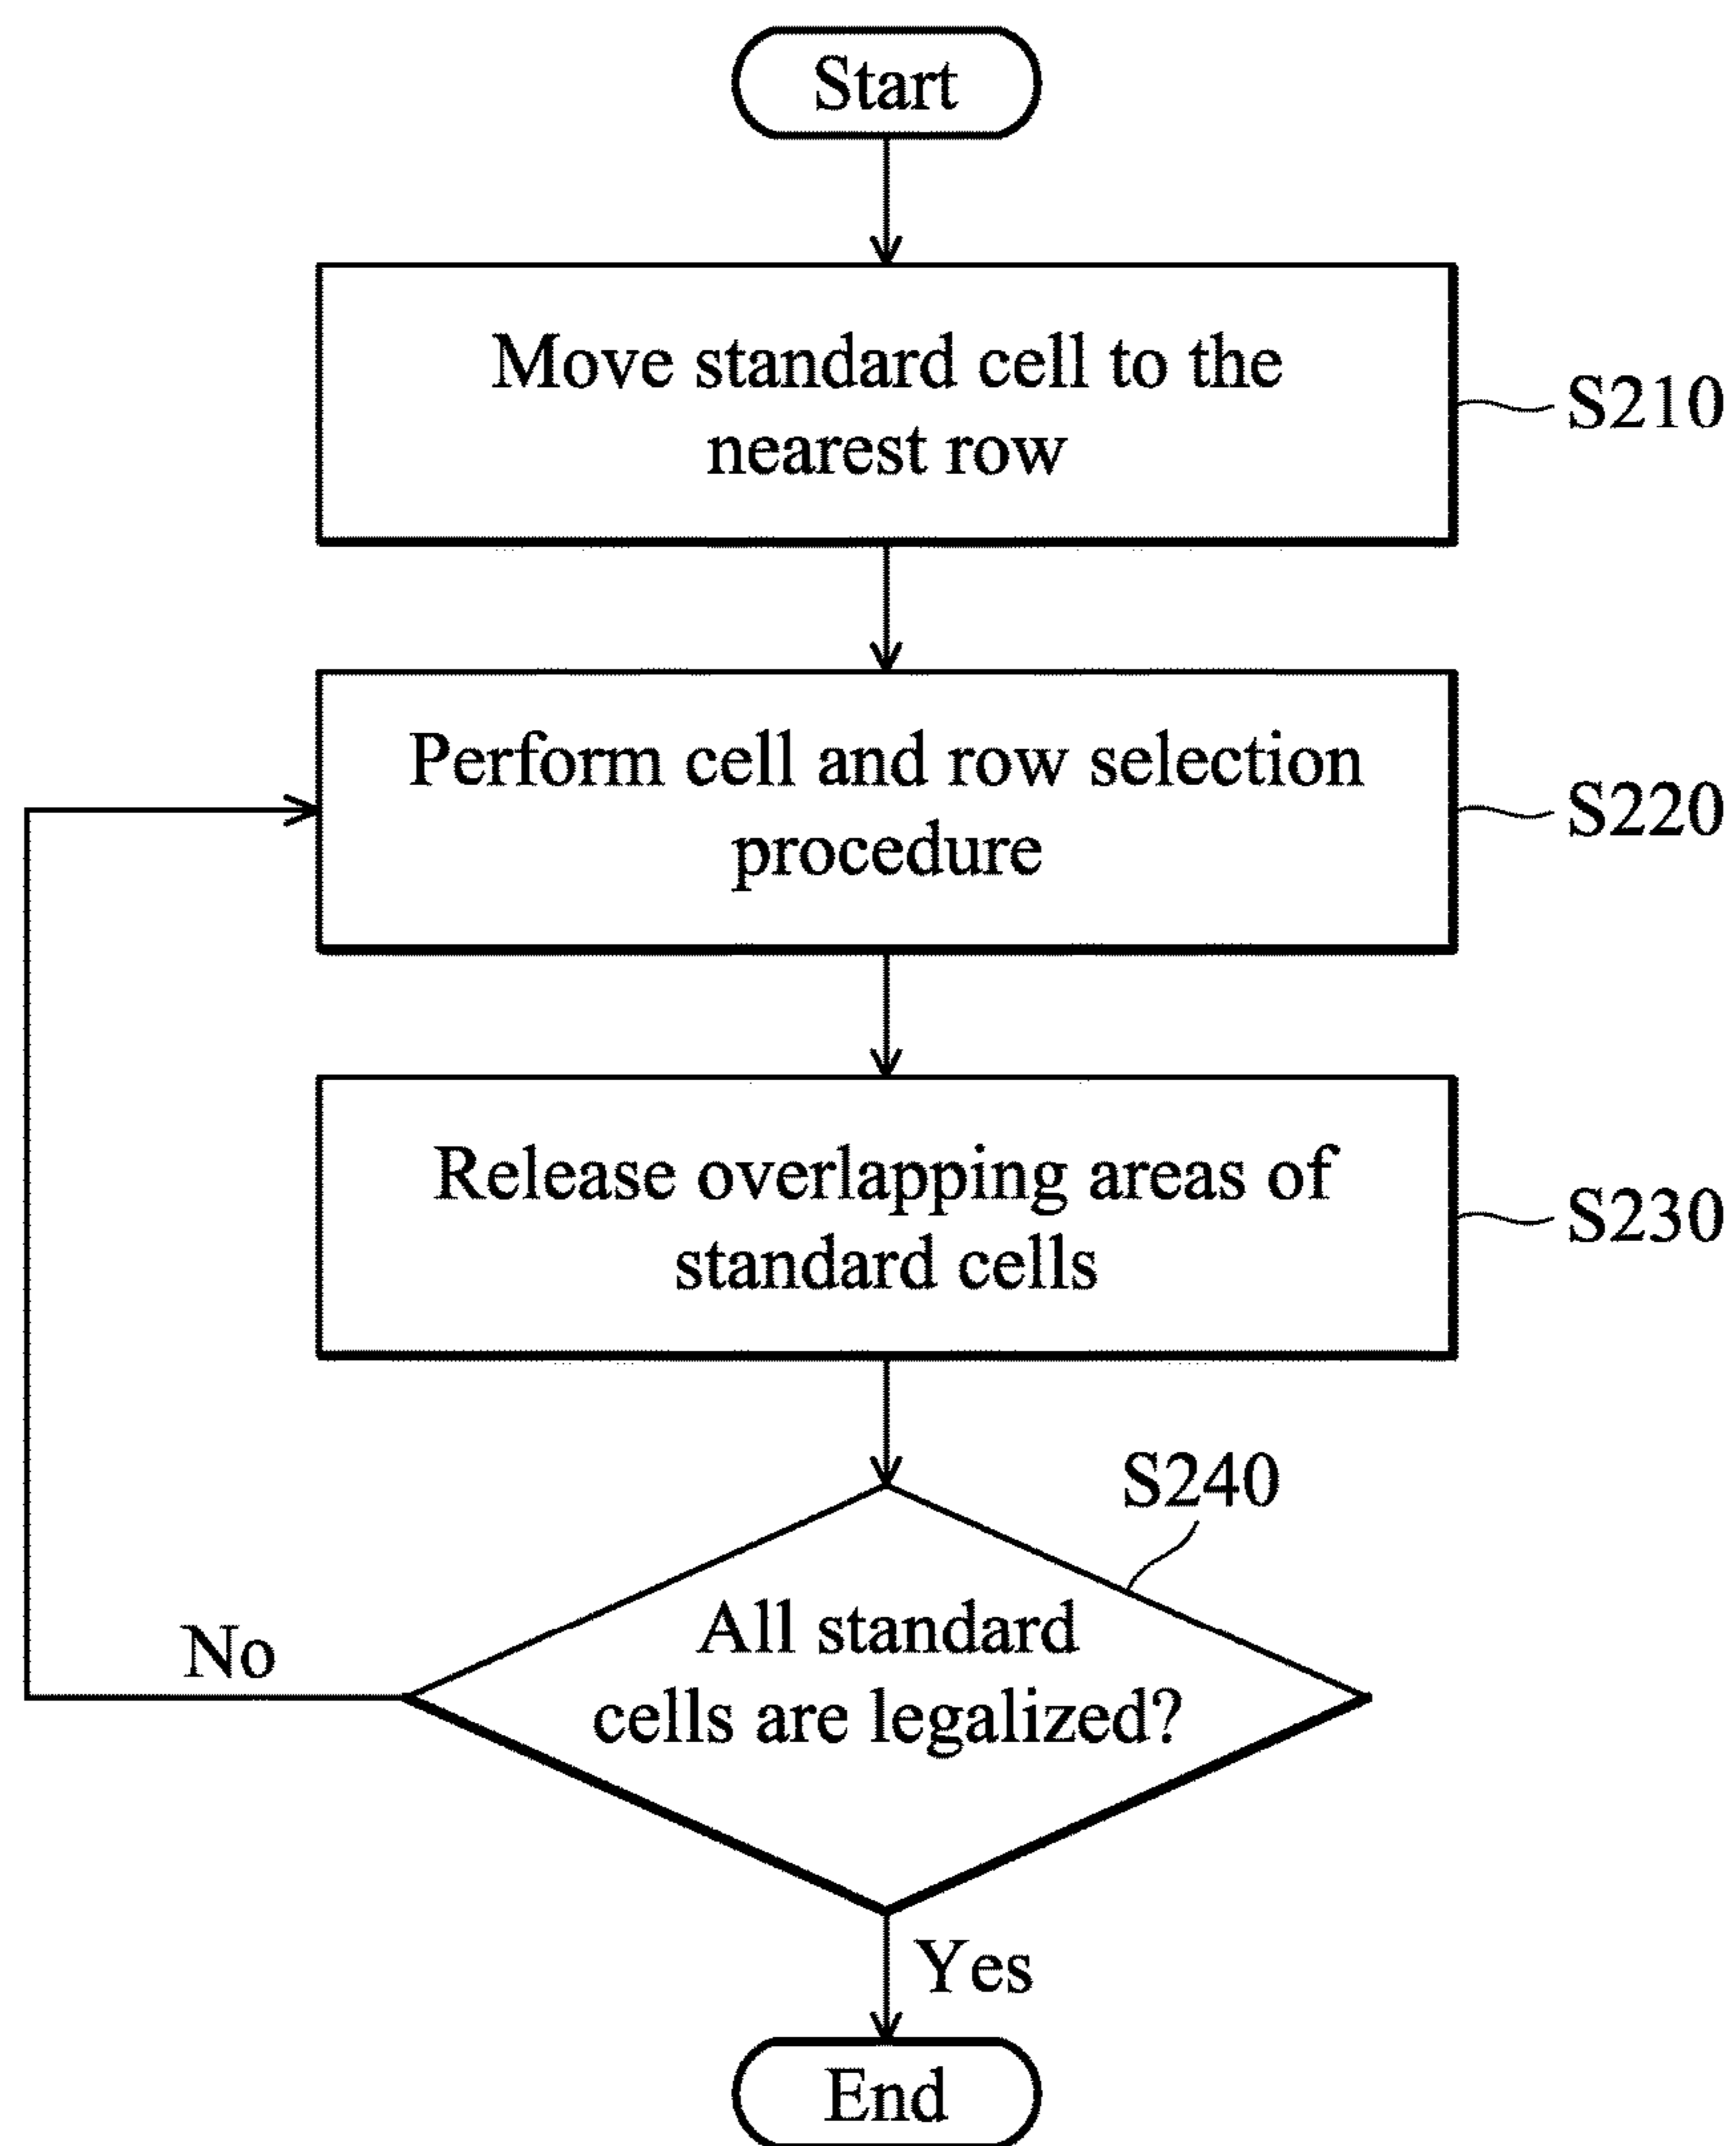 Start
Move standard cell to the
nearest row
S210
Perform cell and row selection
procedure
S220
Release overlapping areas of
standard cells
S230
S240
All standard
cells are legalized?
No
Yes
End